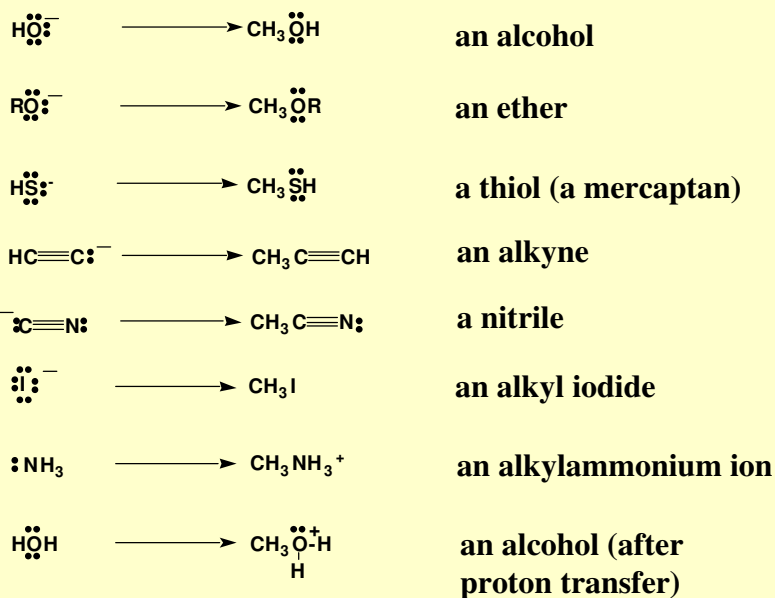 HO:⁻ CH₃OH an alcohol
RO:⁻ CH₃OR an ether
HS:⁻ CH₃SH a thiol (a mercaptan)
HC≡C:⁻ CH₃C≡CH an alkyne
⁻:C≡N: CH₃C≡N: a nitrile
:I:⁻ CH₃I an alkyl iodide
:NH₃ CH₃NH₃⁺ an alkylammonium ion
HOH CH₃O⁺-H an alcohol (after
H proton transfer)